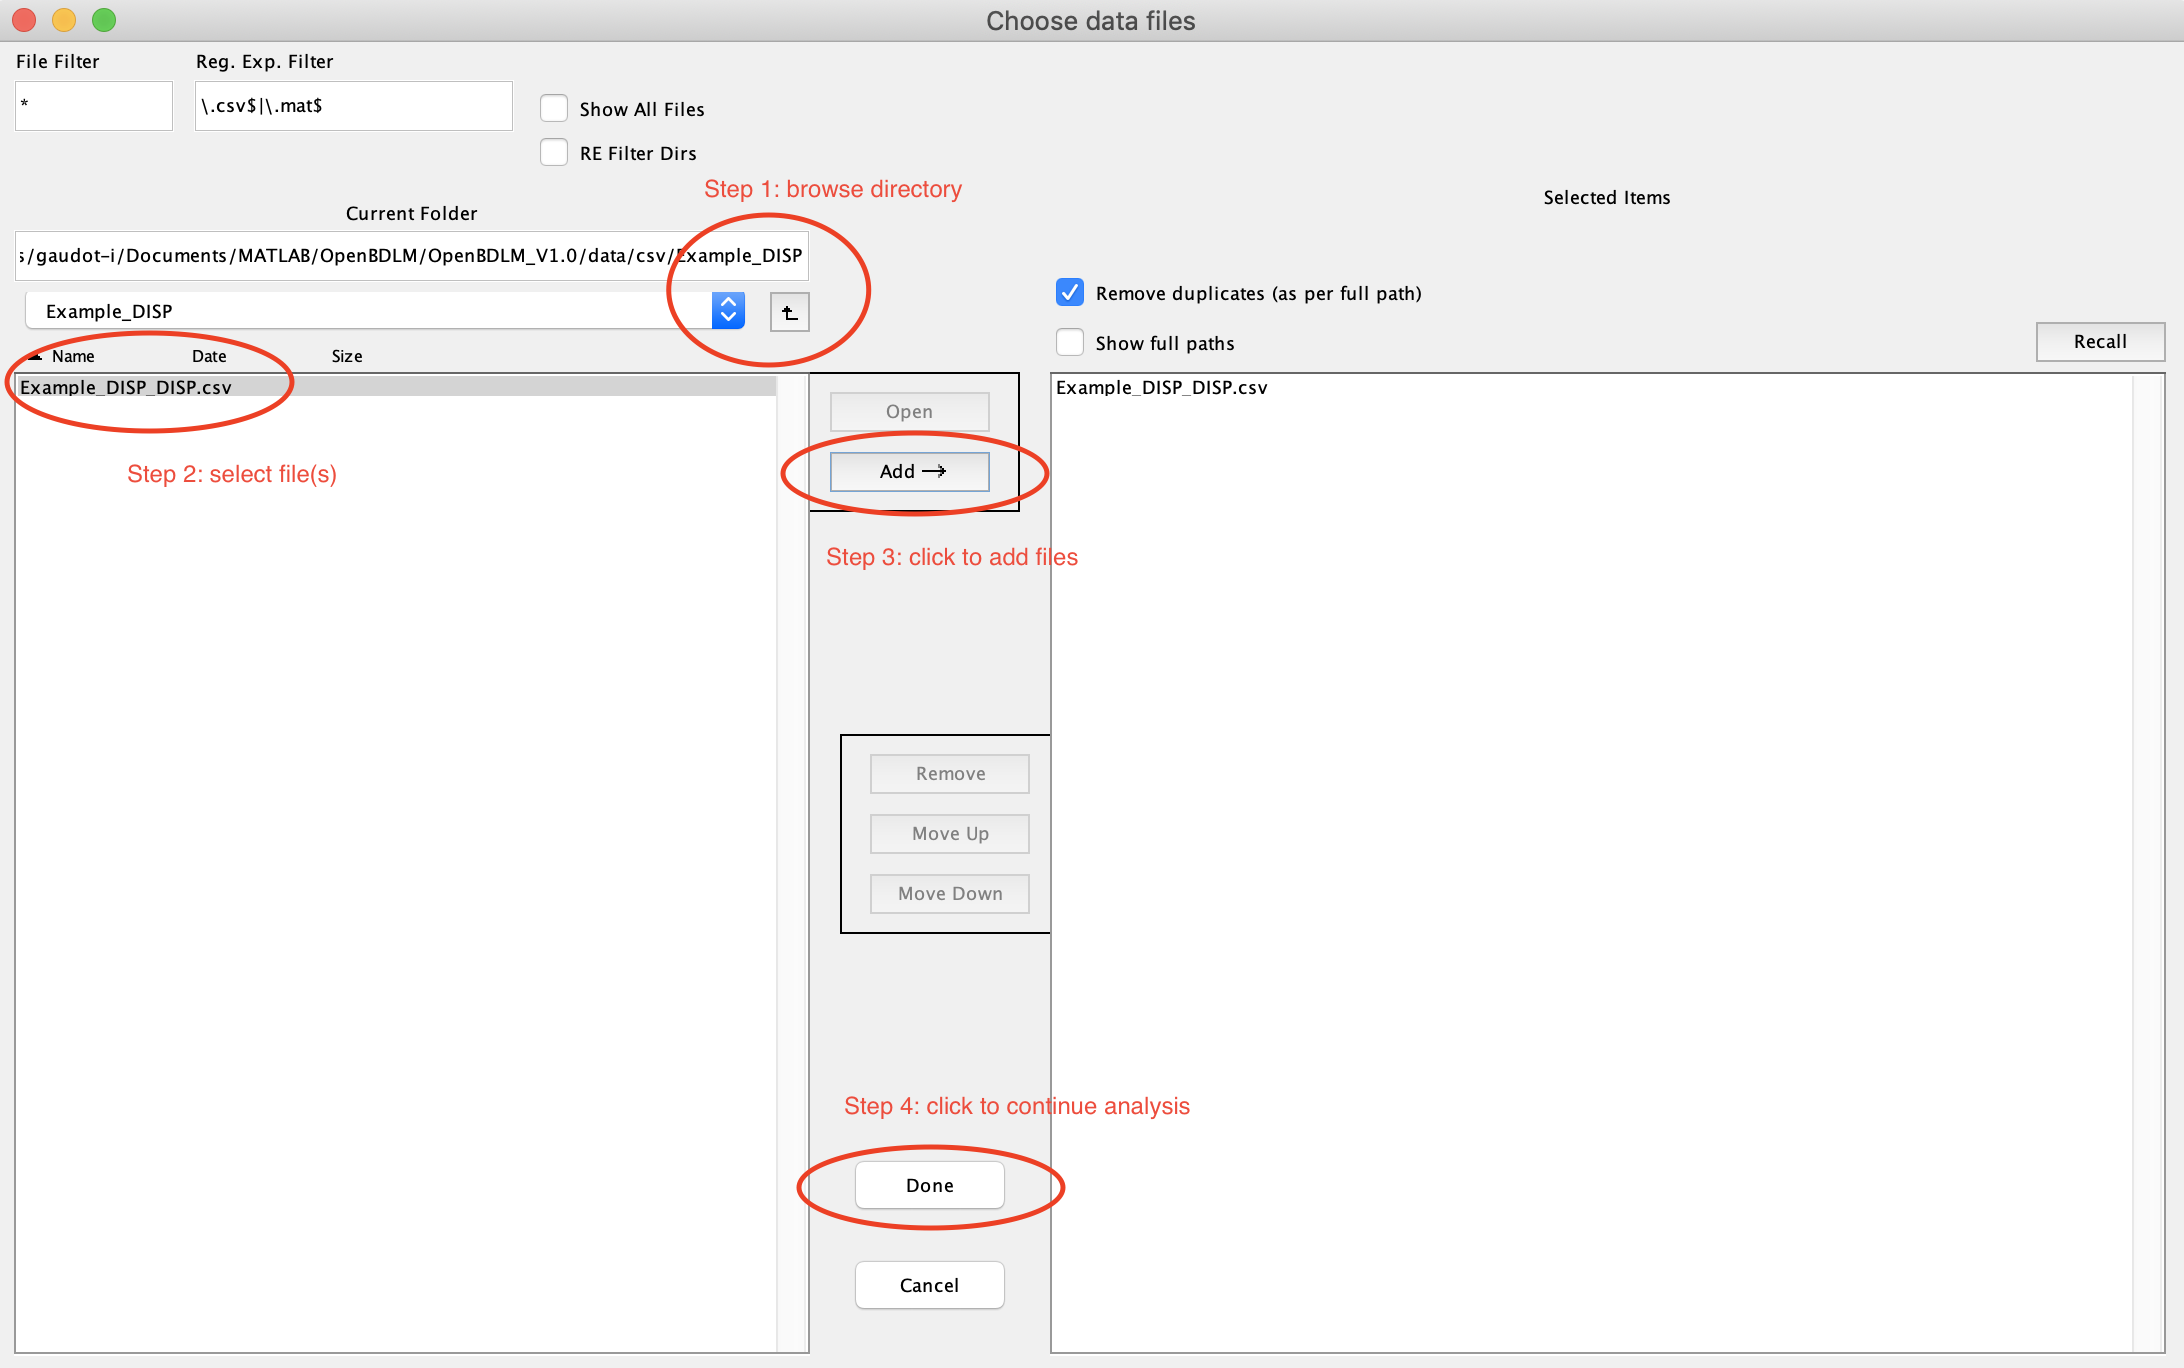 Choose data files
File Filter
Reg. Exp. Filter
*
\.csv$|\.mat$
Show All Files
RE Filter Dirs
Step 1: browse directory
Selected Items
Current Folder
s/gaudot-i/Documents/MATLAB/OpenBDLM/OpenBDLM_V1.0/data/csv/Example_DISP
Example_DISP
Remove duplicates (as per full path)
Show full paths
Recall
Name Date Size
Example_DISP_DISP.csv
Example_DISP_DISP.csv
Open
Add
Step 2: select file(s)
Step 3: click to add files
Remove
Move Up
Move Down
Step 4: click to continue analysis
Done
Cancel